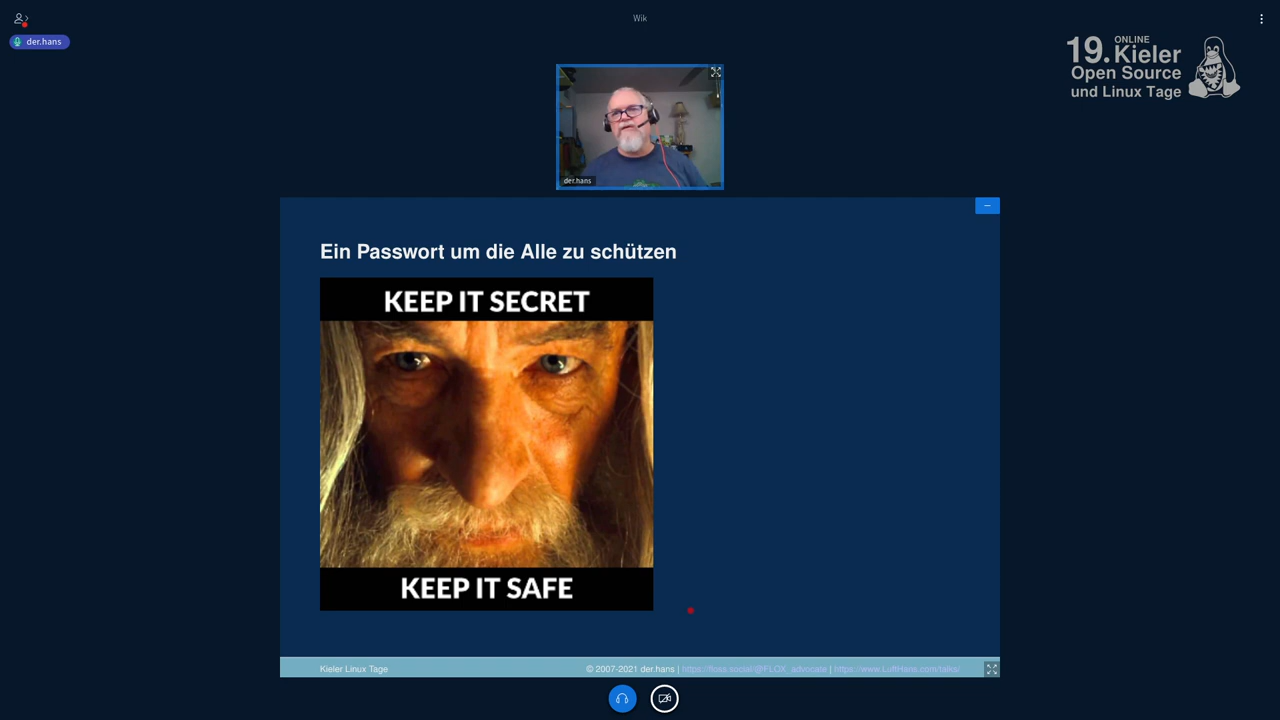 Wik
der.hans
19. ONLINE
Kieler
Open Source
und Linux Tage
der.hans
Ein Passwort um die Alle zu schützen
KEEP IT SECRET
KEEP IT SAFE
Kieler Linux Tage
© 2007-2021 der.hans | https://floss.social/@FLOX_advocate | https://www.LuftHans.com/talks/